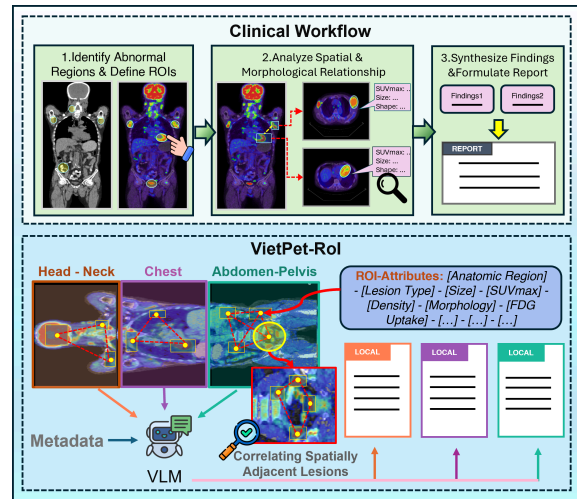 Clinical Workflow
1.Identify Abnormal
Regions & Define ROIs
2.Analyze Spatial &
Morphological Relationship
SUVmax: ..
Size: ...
Shape: ...
SUVmax: ..
Size: ...
Shape: ...
3.Synthesize Findings
&Formulate Report
Findings1
Findings2
REPORT
VietPet-RoI
Head - Neck
Chest
Abdomen-Pelvis
ROI-Attributes: [Anatomic Region]
- [Lesion Type] - [Size] - [SUVmax] -
[Density] - [Morphology] - [FDG
Uptake] - [...] - [...] - [...]
LOCAL
LOCAL
LOCAL
Metadata
VLM
Correlating Spatially
Adjacent Lesions